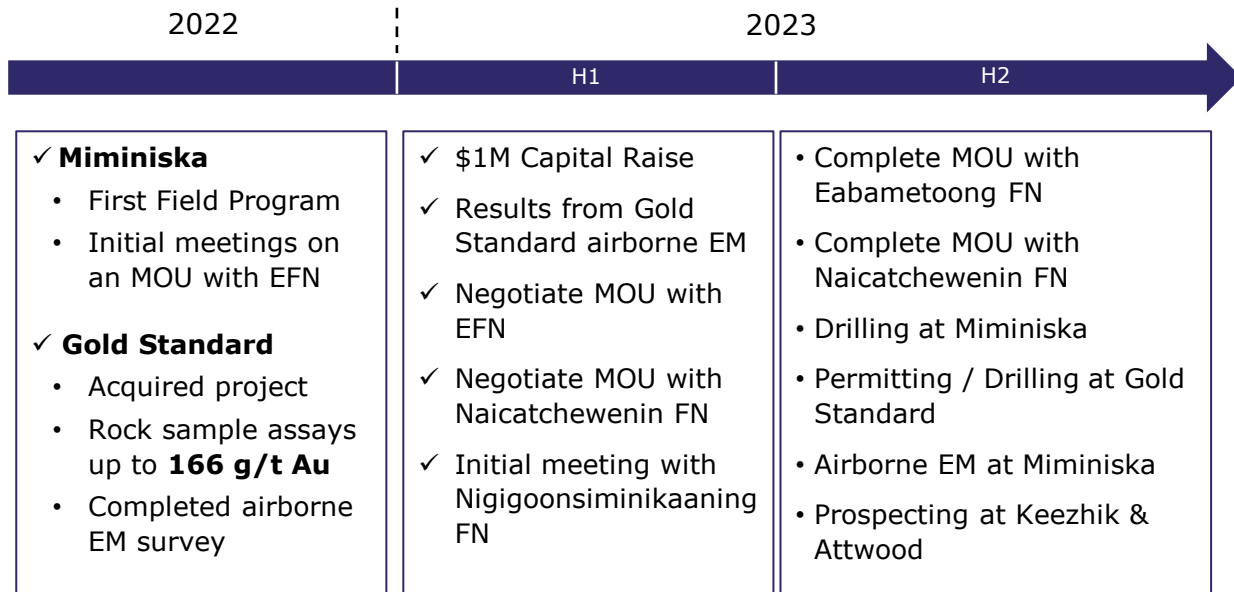 2022
2023
H1
H2
✓ Miminiska
• First Field Program
• Initial meetings on
an MOU with EFN
✓ Gold Standard
• Acquired project
• Rock sample assays
up to 166 g/t Au
• Completed airborne
EM survey
✓ $1M Capital Raise
✓ Results from Gold
Standard airborne EM
✓ Negotiate MOU with
EFN
✓ Negotiate MOU with
Naicatchewenin FN
✓ Initial meeting with
Nigigoonsiminikaaning
FN
• Complete MOU with
Eabametoong FN
• Complete MOU with
Naicatchewenin FN
• Drilling at Miminiska
• Permitting / Drilling at Gold
Standard
• Airborne EM at Miminiska
• Prospecting at Keezhik &
Attwood